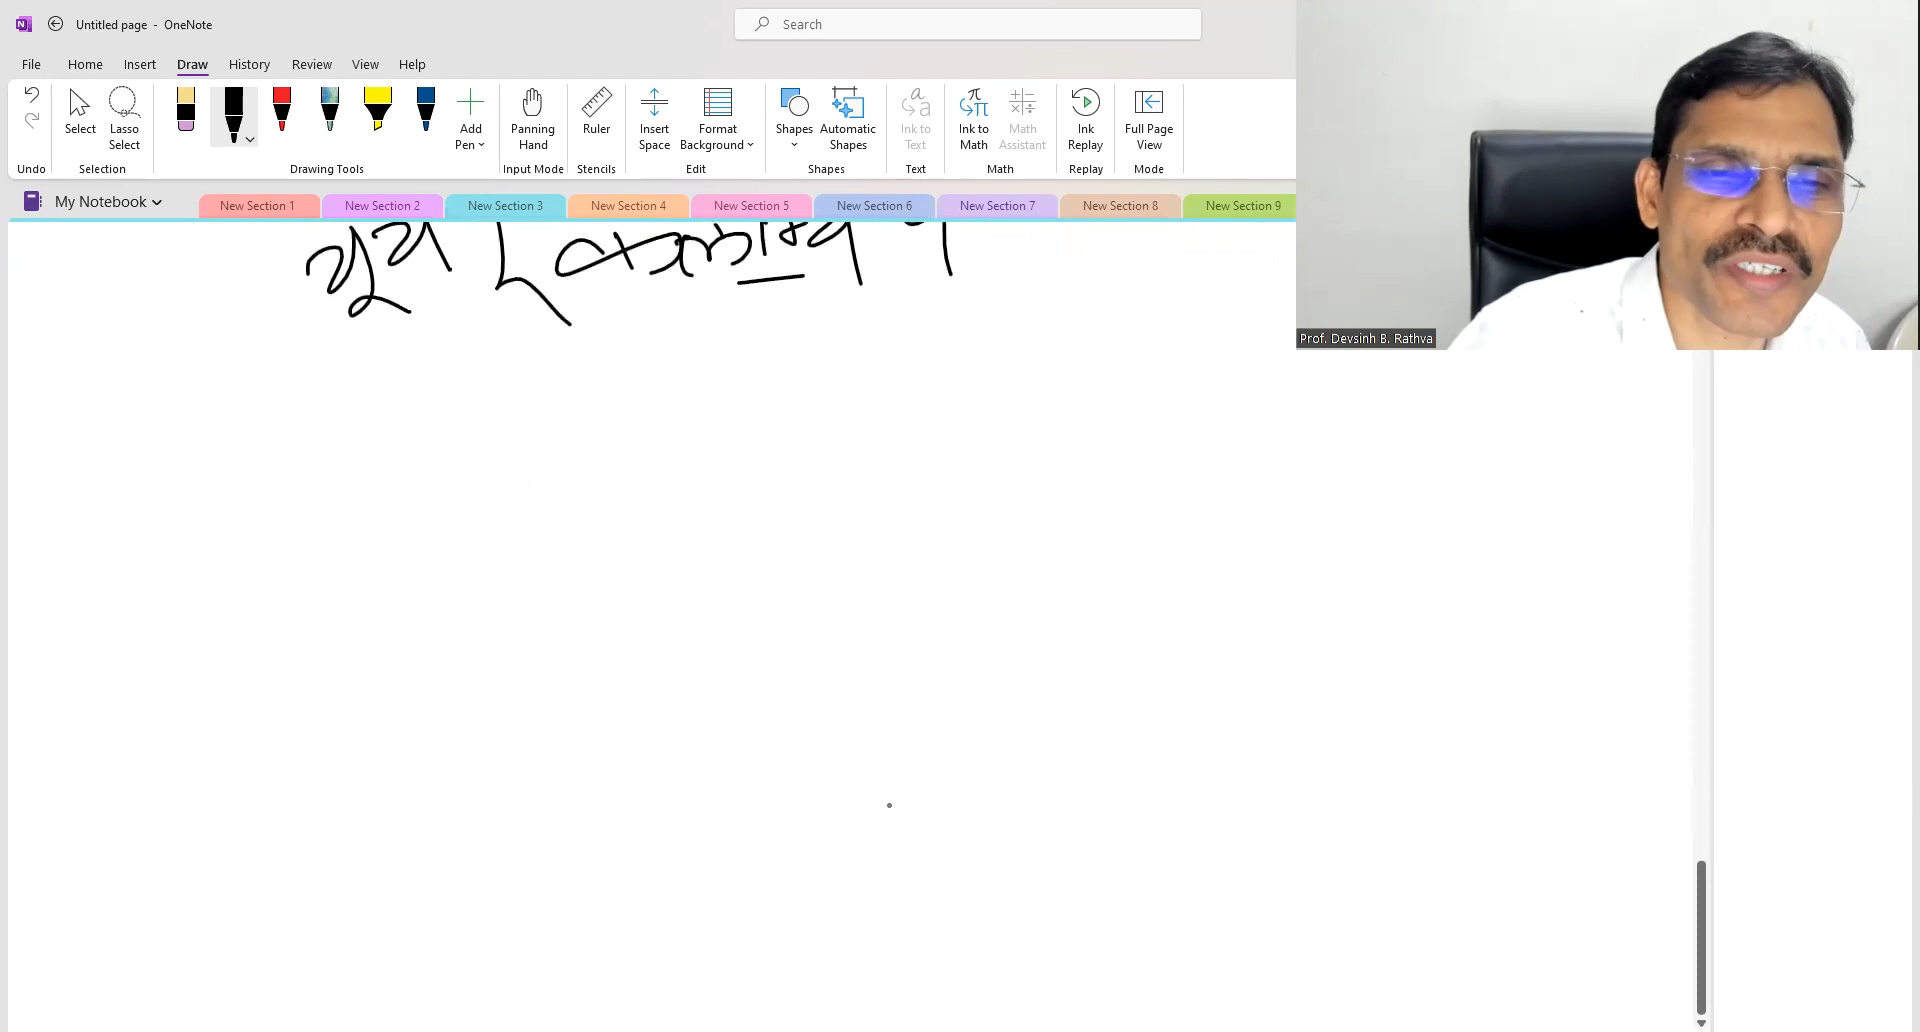 Untitled page - OneNote
Search
File Home Insert Draw History Review View Help
Select
Lasso Select
Add Pen
Panning Hand
Ruler
Insert Space
Format Background
Shapes
Automatic Shapes
Ink to Text
Ink to Math
Math Assistant
Ink Replay
Full Page View
Undo Selection Drawing Tools Input Mode Stencils Edit Shapes Text Math Replay Mode
My Notebook New Section 1 New Section 2 New Section 3 New Section 4 New Section 5 New Section 6 New Section 7 New Section 8 New Section 9
Prof. Devsinh B. Rathva